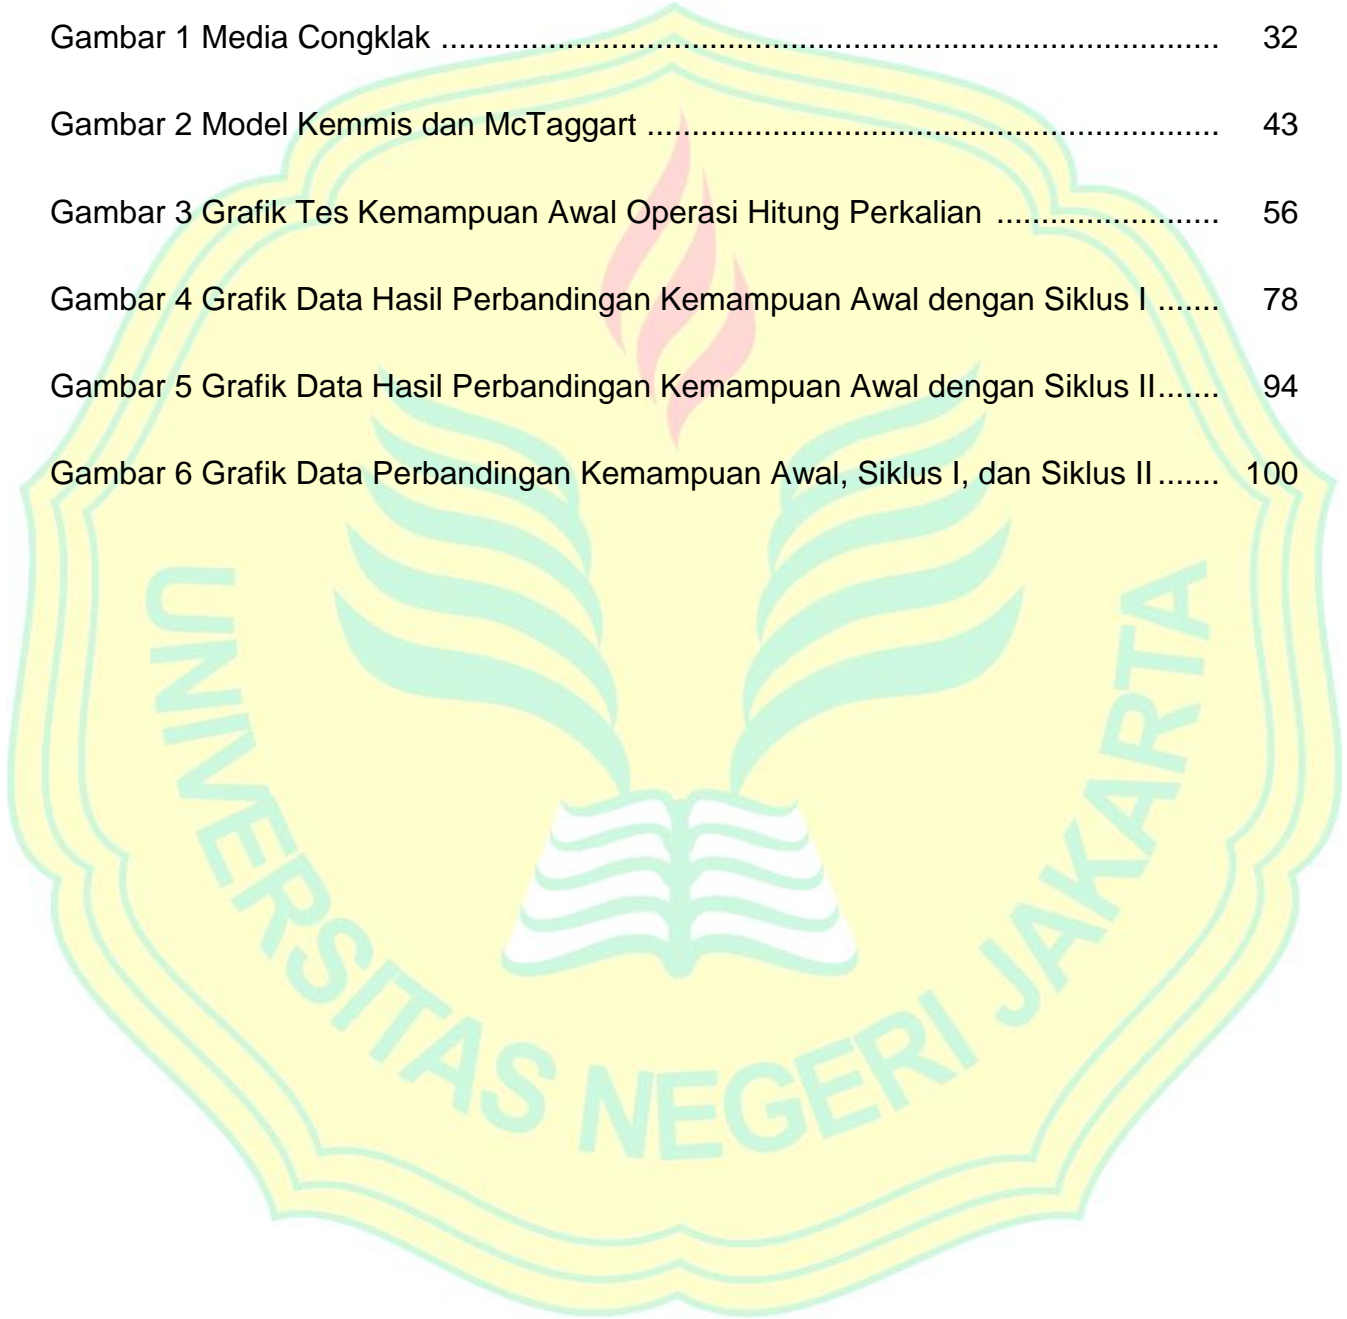 Gambar 1 Media Congklak ....................................................................................... 32
Gambar 2 Model Kemmis dan McTaggart ................................................................ 43
Gambar 3 Grafik Tes Kemampuan Awal Operasi Hitung Perkalian ......................... 56
Gambar 4 Grafik Data Hasil Perbandingan Kemampuan Awal dengan Siklus I ....... 78
Gambar 5 Grafik Data Hasil Perbandingan Kemampuan Awal dengan Siklus II....... 94
Gambar 6 Grafik Data Perbandingan Kemampuan Awal, Siklus I, dan Siklus II ....... 100
UNIVERSITAS NEGERI JAKARTA